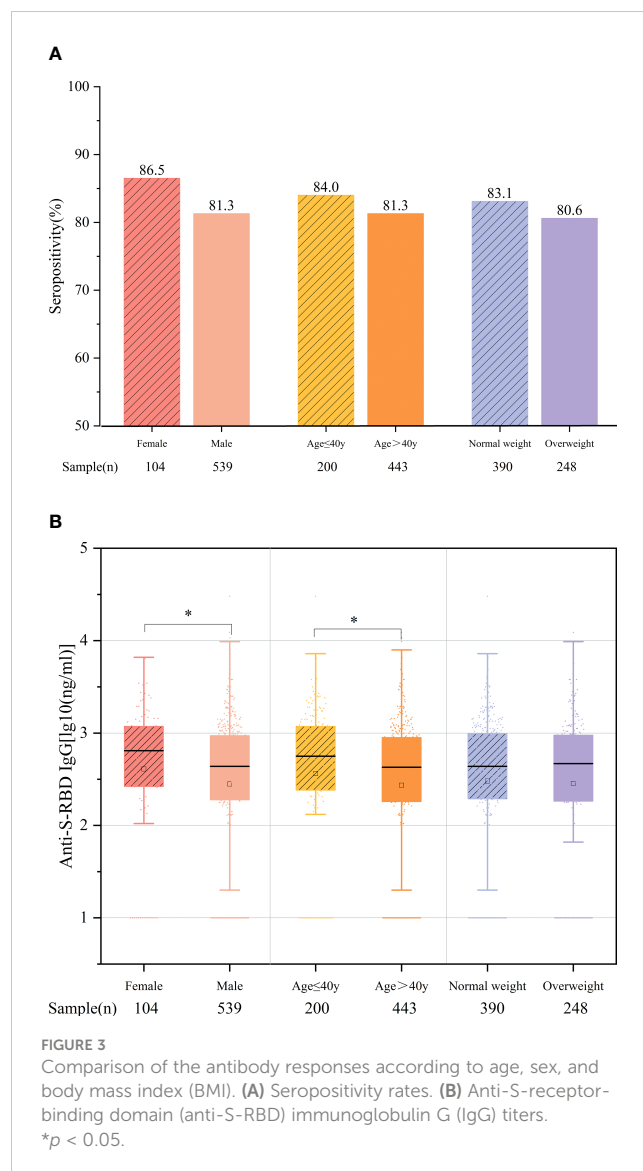 A
100
90
80
70
60
50
Seropositivity(%)
86.5
81.3
84.0
81.3
83.1
80.6
Female Male Age≤40y Age>40y Normal weight Overweight
Sample(n) 104 539 200 443 390 248
B
5
4
3
2
1
Anti-S-RBD IgG[lg10(ng/ml)]
* *
Female Male Age≤40y Age>40y Normal weight Overweight
Sample(n) 104 539 200 443 390 248
FIGURE 3
Comparison of the antibody responses according to age, sex, and
body mass index (BMI). (A) Seropositivity rates. (B) Anti-S-receptor-
binding domain (anti-S-RBD) immunoglobulin G (IgG) titers.
*p < 0.05.